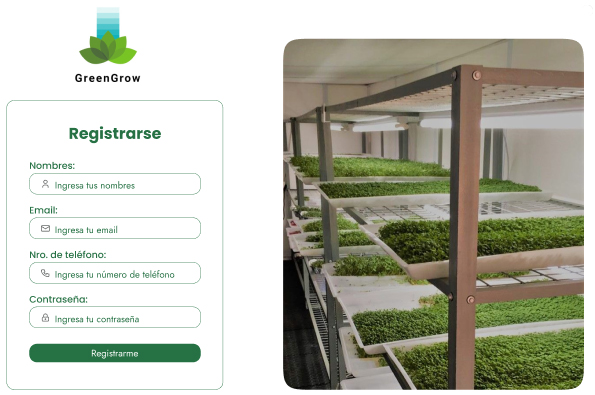 GreenGrow
Registrarse
Nombres:
Ingresa tus nombres
Email:
Ingresa tu email
Nro. de teléfono:
Ingresa tu número de teléfono
Contraseña:
Ingresa tu contraseña
Registrarme